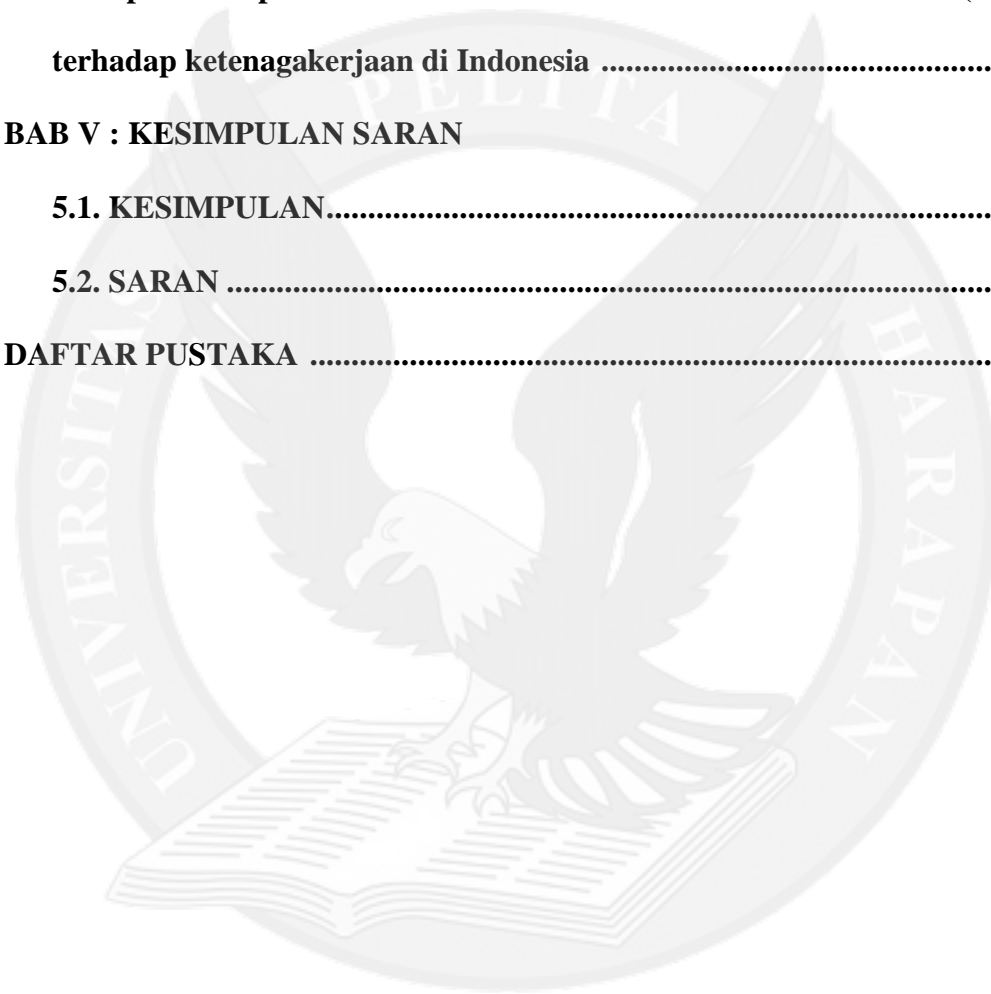 terhadap ketenagakerjaan di Indonesia ................................................
BAB V : KESIMPULAN SARAN
5.1. KESIMPULAN.................................................................................
5.2. SARAN .............................................................................................
DAFTAR PUSTAKA ...................................................................................
UNIVERSITAS PELITA HARAPAN